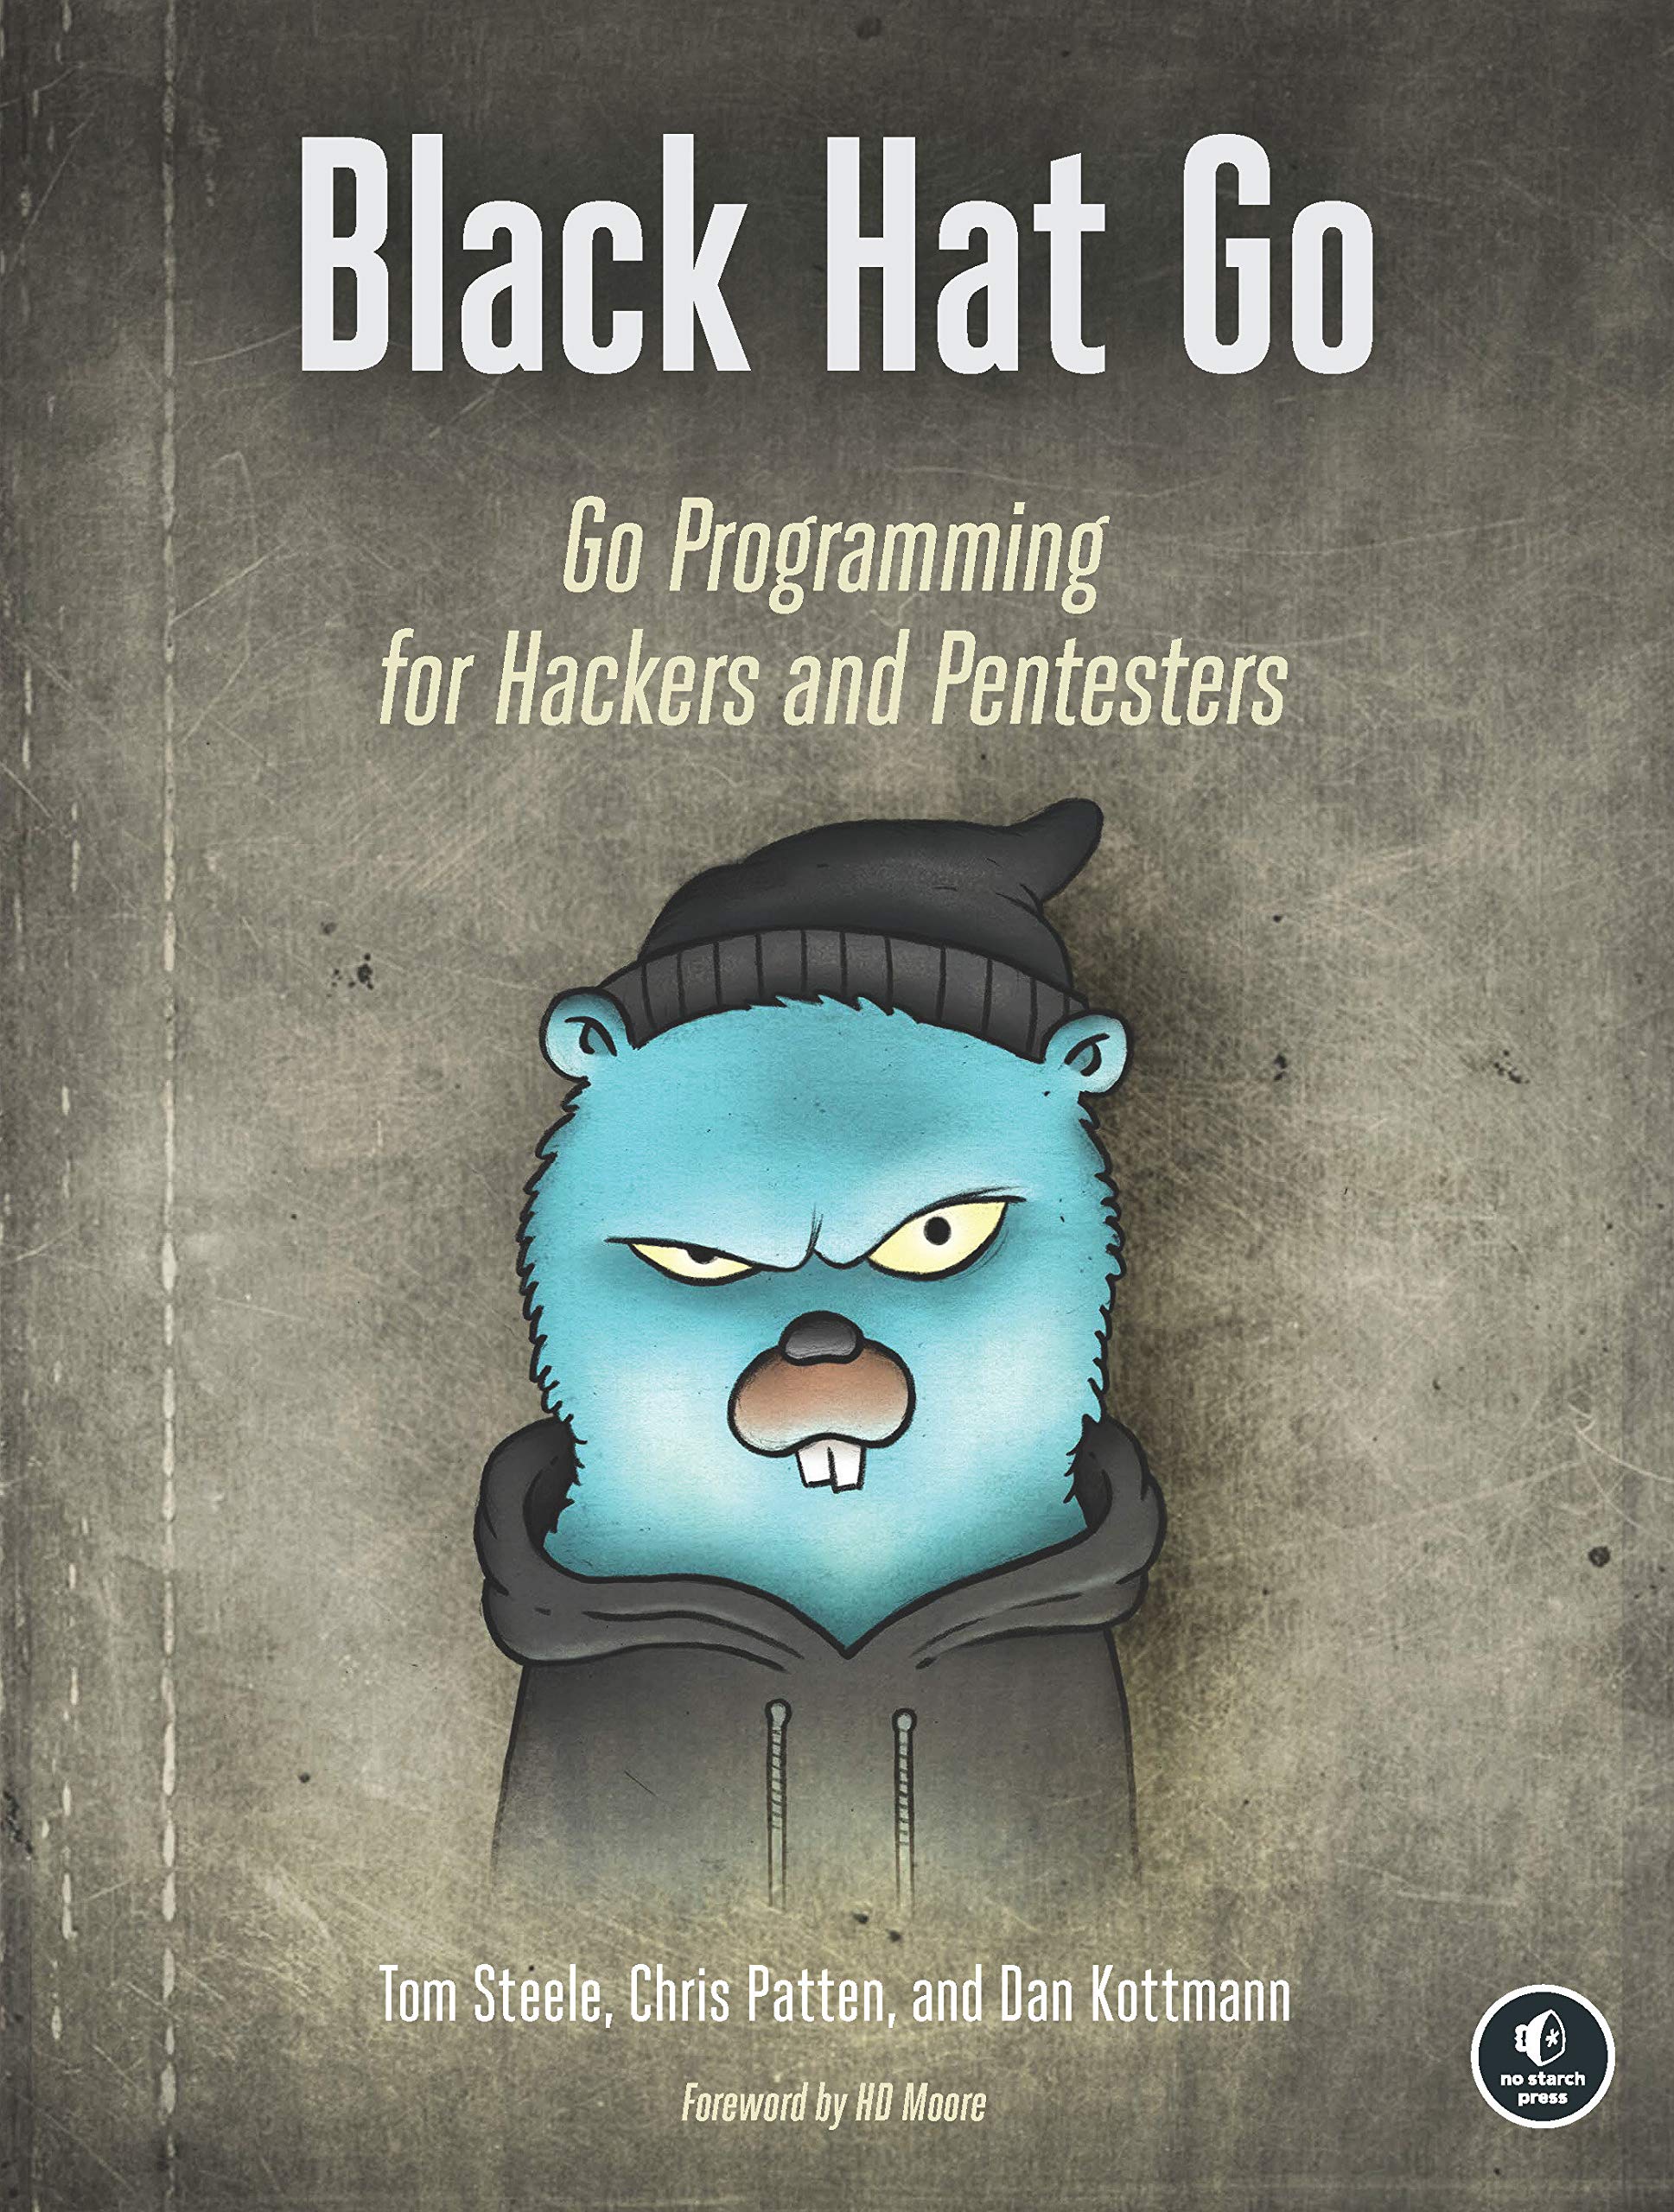 Black Hat Go
Go Programming
for Hackers and Pentesters
Tom Steele, Chris Patten, and Dan Kottmann
Foreword by HD Moore
no starch
press